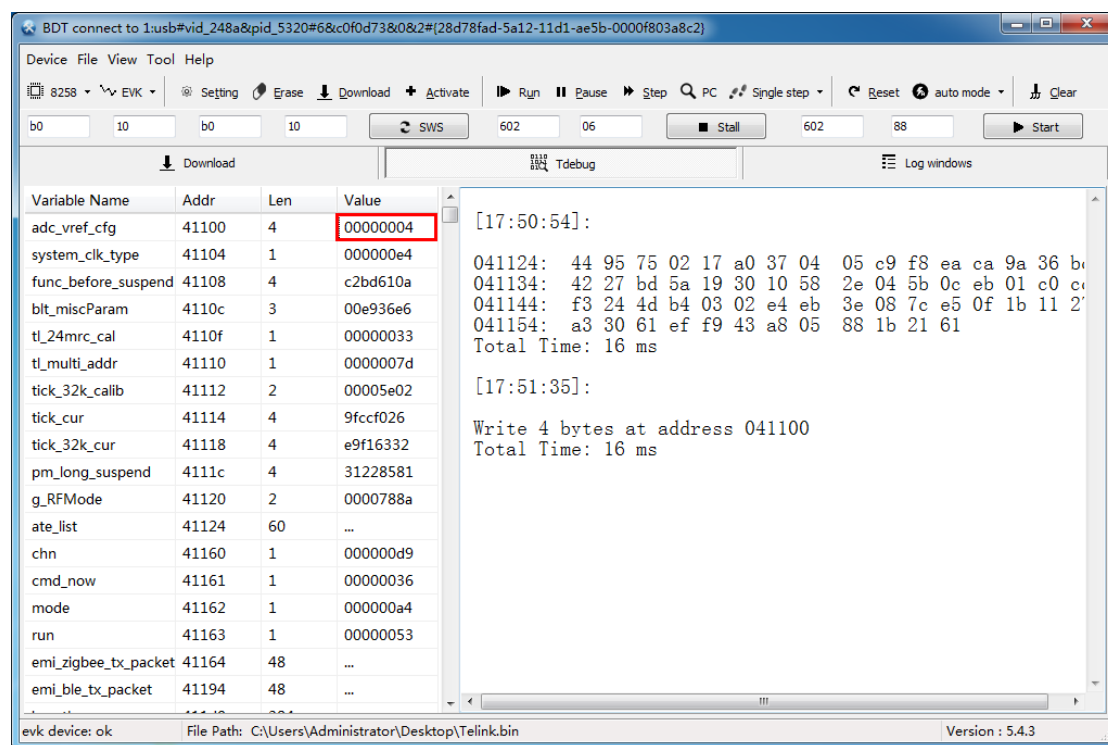 BDT connect to 1:usb#vid_248a&pid_5320#6&c0f0d73&0&2#{28d78fad-5a12-11d1-ae5b-0000f803a8c2}
Device File View Tool Help
8258 EVK Setting Erase Download Activate Run Pause Step PC Single step Reset auto mode Clear
b0 10 b0 10 SWS 602 06 Stall 602 88 Start
Download Tdebug Log windows
Variable Name Addr Len Value
adc_vref_cfg 41100 4 00000004
system_clk_type 41104 1 000000e4
func_before_suspend 41108 4 c2bd610a
blt_miscParam 4110c 3 00e936e6
tl_24mrc_cal 4110f 1 00000033
tl_multi_addr 41110 1 0000007d
tick_32k_calib 41112 2 00005e02
tick_cur 41114 4 9fccf026
tick_32k_cur 41118 4 e9f16332
pm_long_suspend 4111c 4 31228581
g_RFMode 41120 2 0000788a
ate_list 41124 60 ...
chn 41160 1 000000d9
cmd_now 41161 1 00000036
mode 41162 1 000000a4
run 41163 1 00000053
emi_zigbee_tx_packet 41164 48 ...
emi_ble_tx_packet 41194 48 ...
[17:50:54]:
041124: 44 95 75 02 17 a0 37 04 05 c9 f8 ea ca 9a 36
041134: 42 27 bd 5a 19 30 10 58 2e 04 5b 0c eb 01 c0
041144: f3 24 4d b4 03 02 e4 eb 3e 08 7c e5 0f 1b 11
041154: a3 30 61 ef f9 43 a8 05 88 1b 21 61
Total Time: 16 ms
[17:51:35]:
Write 4 bytes at address 041100
Total Time: 16 ms
evk device: ok File Path: C:\Users\Administrator\Desktop\Telink.bin Version : 5.4.3